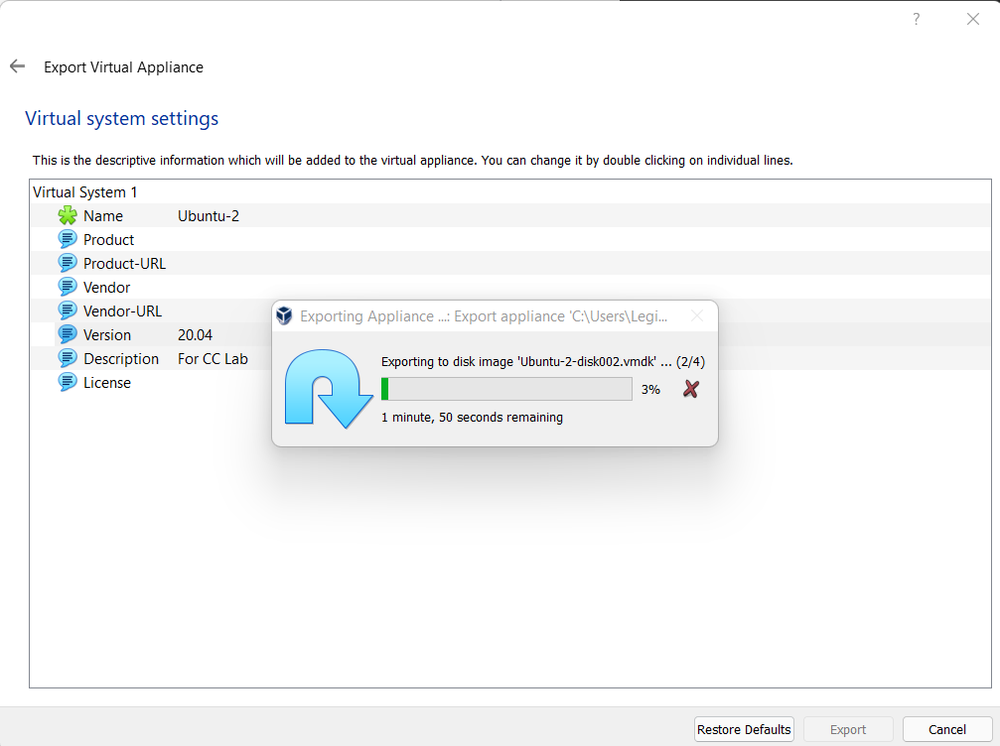 ?
Export Virtual Appliance
Virtual system settings
This is the descriptive information which will be added to the virtual appliance. You can change it by double clicking on individual lines.
Virtual System 1
Name Ubuntu-2
Product
Product-URL
Vendor
Vendor-URL
Version 20.04
Description For CC Lab
License
Exporting Appliance ...: Export appliance 'C:\Users\Legi...
Exporting to disk image 'Ubuntu-2-disk002.vmdk' ... (2/4)
3%
1 minute, 50 seconds remaining
Restore Defaults Export Cancel